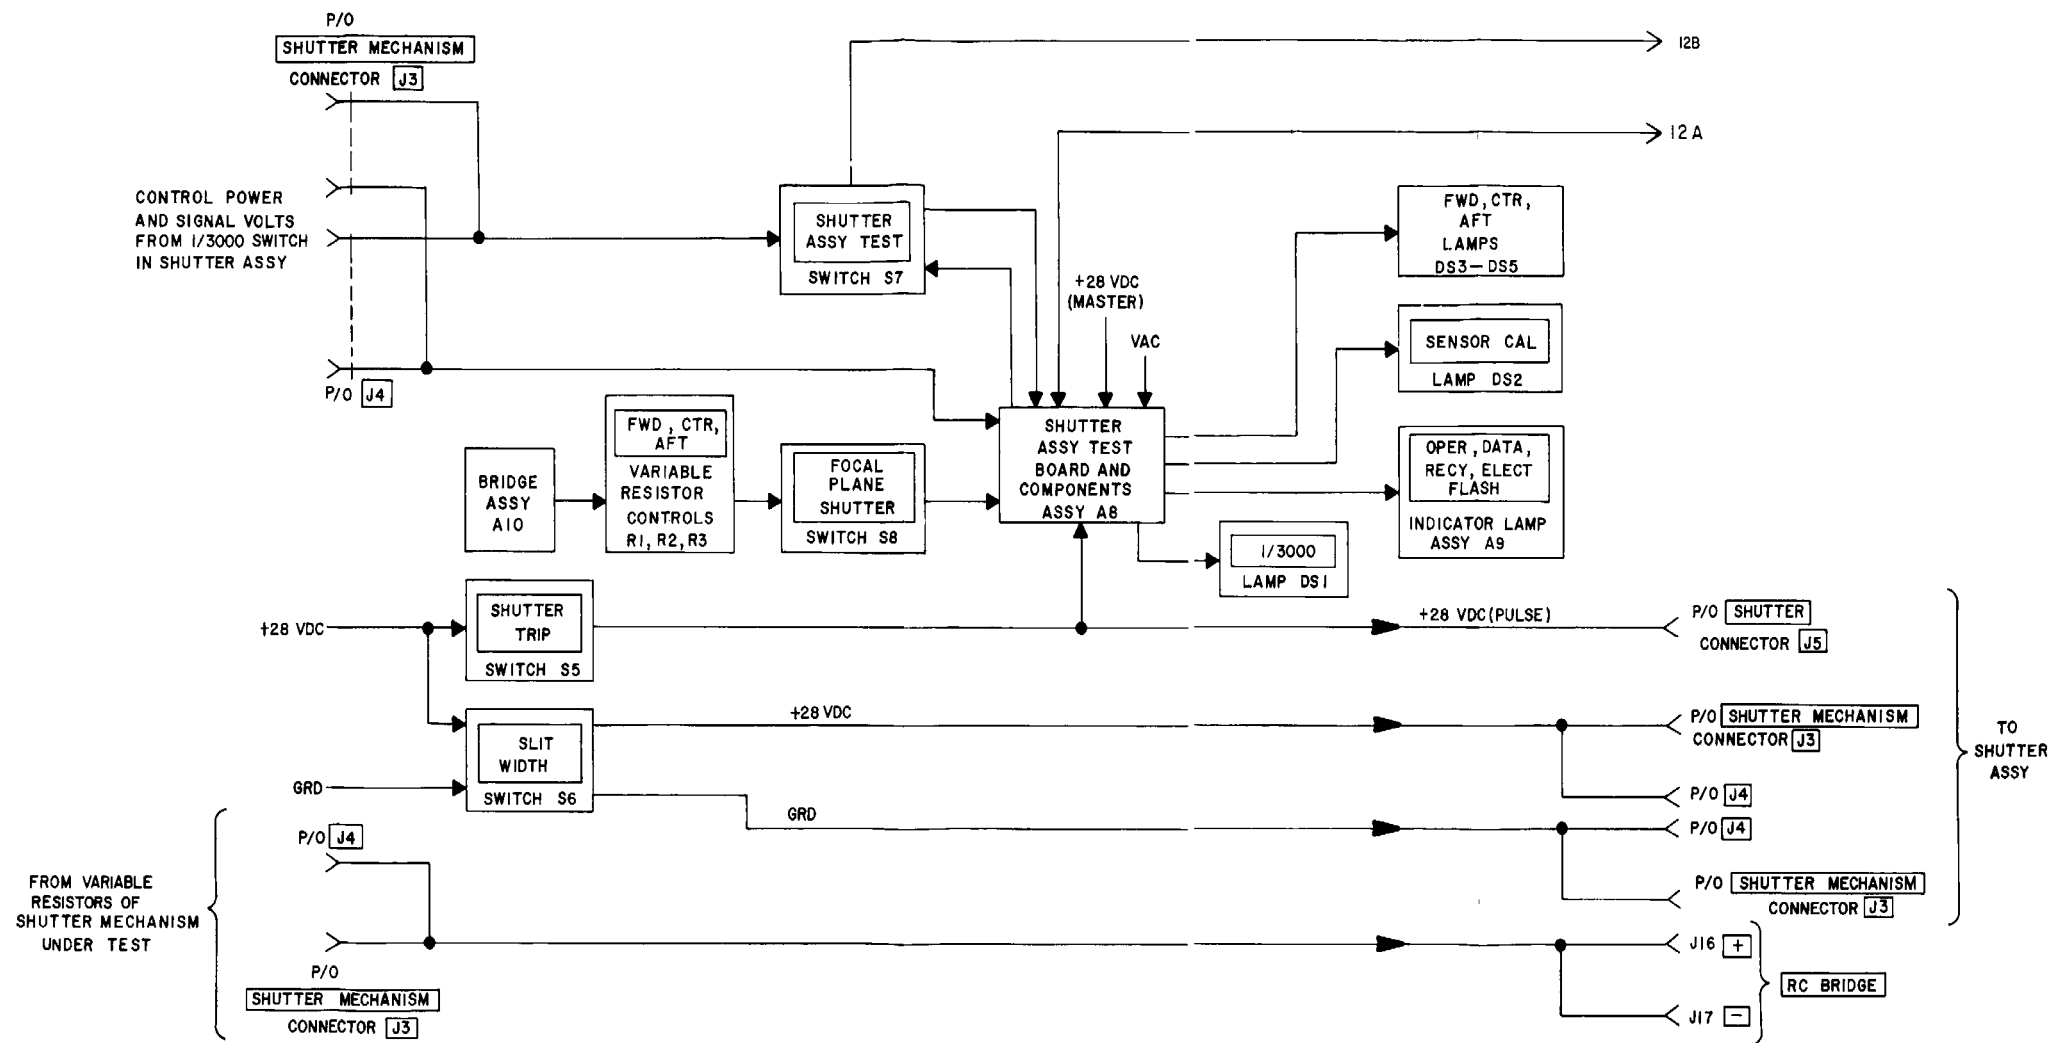 P/O
SHUTTER MECHANISM
CONNECTOR J3
CONTROL POWER
AND SIGNAL VOLTS
FROM 1/3000 SWITCH
IN SHUTTER ASSY
P/O J4
12B
12A
SHUTTER
ASSY TEST
SWITCH S7
+28 VDC
(MASTER)
VAC
FWD, CTR,
AFT
LAMPS
DS3-DS5
SENSOR CAL
LAMP DS2
BRIDGE
ASSY
A10
FWD, CTR,
AFT
VARIABLE
RESISTOR
CONTROLS
R1, R2, R3
FOCAL
PLANE
SHUTTER
SWITCH S8
SHUTTER
ASSY TEST
BOARD AND
COMPONENTS
ASSY A8
OPER, DATA,
RECY, ELECT
FLASH
INDICATOR LAMP
ASSY A9
1/3000
LAMP DS1
+28 VDC
SHUTTER
TRIP
SWITCH S5
+28 VDC (PULSE)
P/O SHUTTER
CONNECTOR J5
SLIT
WIDTH
SWITCH S6
GRD
+28 VDC
GRD
P/O SHUTTER MECHANISM
CONNECTOR J3
P/O J4
P/O J4
P/O SHUTTER MECHANISM
CONNECTOR J3
TO
SHUTTER
ASSY
FROM VARIABLE
RESISTORS OF
SHUTTER MECHANISM
UNDER TEST
P/O J4
P/O
SHUTTER MECHANISM
CONNECTOR J3
J16 +
J17 -
RC BRIDGE